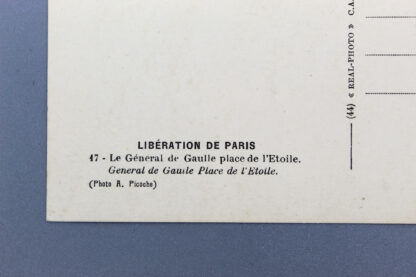 LIBÉRATION DE PARIS
17 - Le Général de Gaulle place de l'Etoile.
General de Gaulle Place de l'Etoile.
(Photo A. Picoche)
(44) « REAL-PHOTO » C.A.